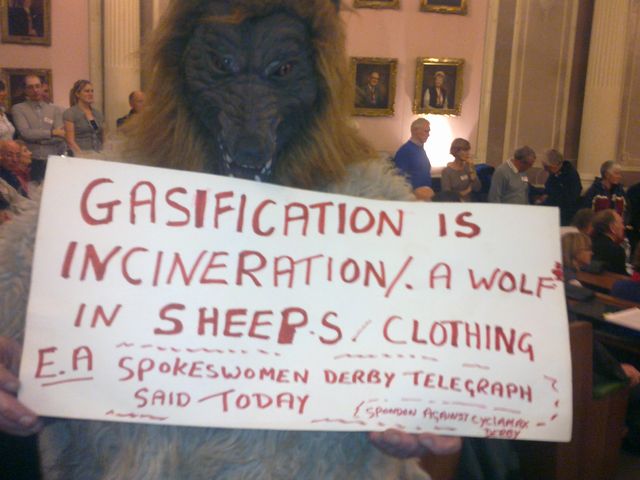 GASIFICATION IS
INCINERATION/. A WOLF
IN SHEEP.S / CLOTHING
E.A SPOKESWOMEN DERBY TELEGRAPH
SAID TODAY
(SPONDON AGAINST CYCLAMAX
DERBY